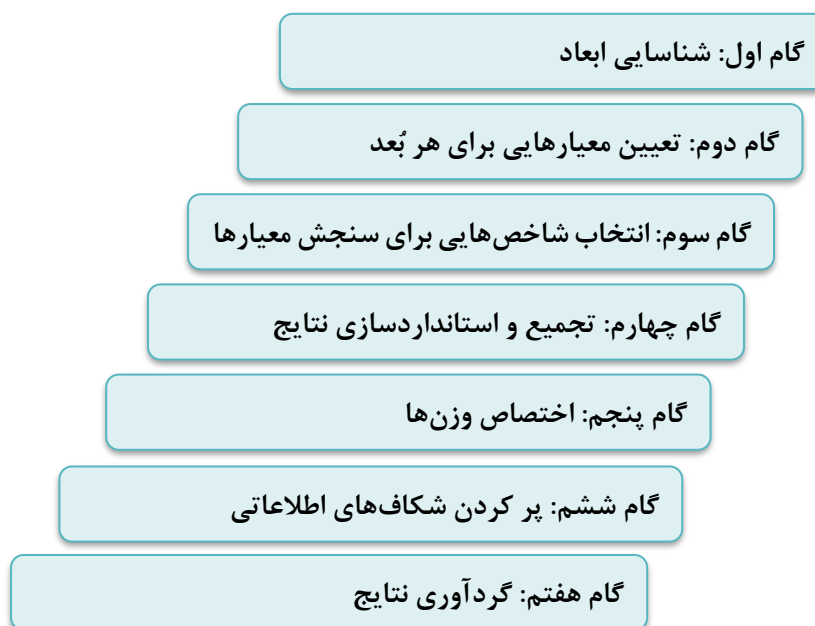 گام اول: شناسایی ابعاد
گام دوم: تعیین معیارهایی برای هر بُعد
گام سوم: انتخاب شاخص‌هایی برای سنجش معیارها
گام چهارم: تجمیع و استانداردسازی نتایج
گام پنجم: اختصاص وزن‌ها
گام ششم: پر کردن شکاف‌های اطلاعاتی
گام هفتم: گردآوری نتایج